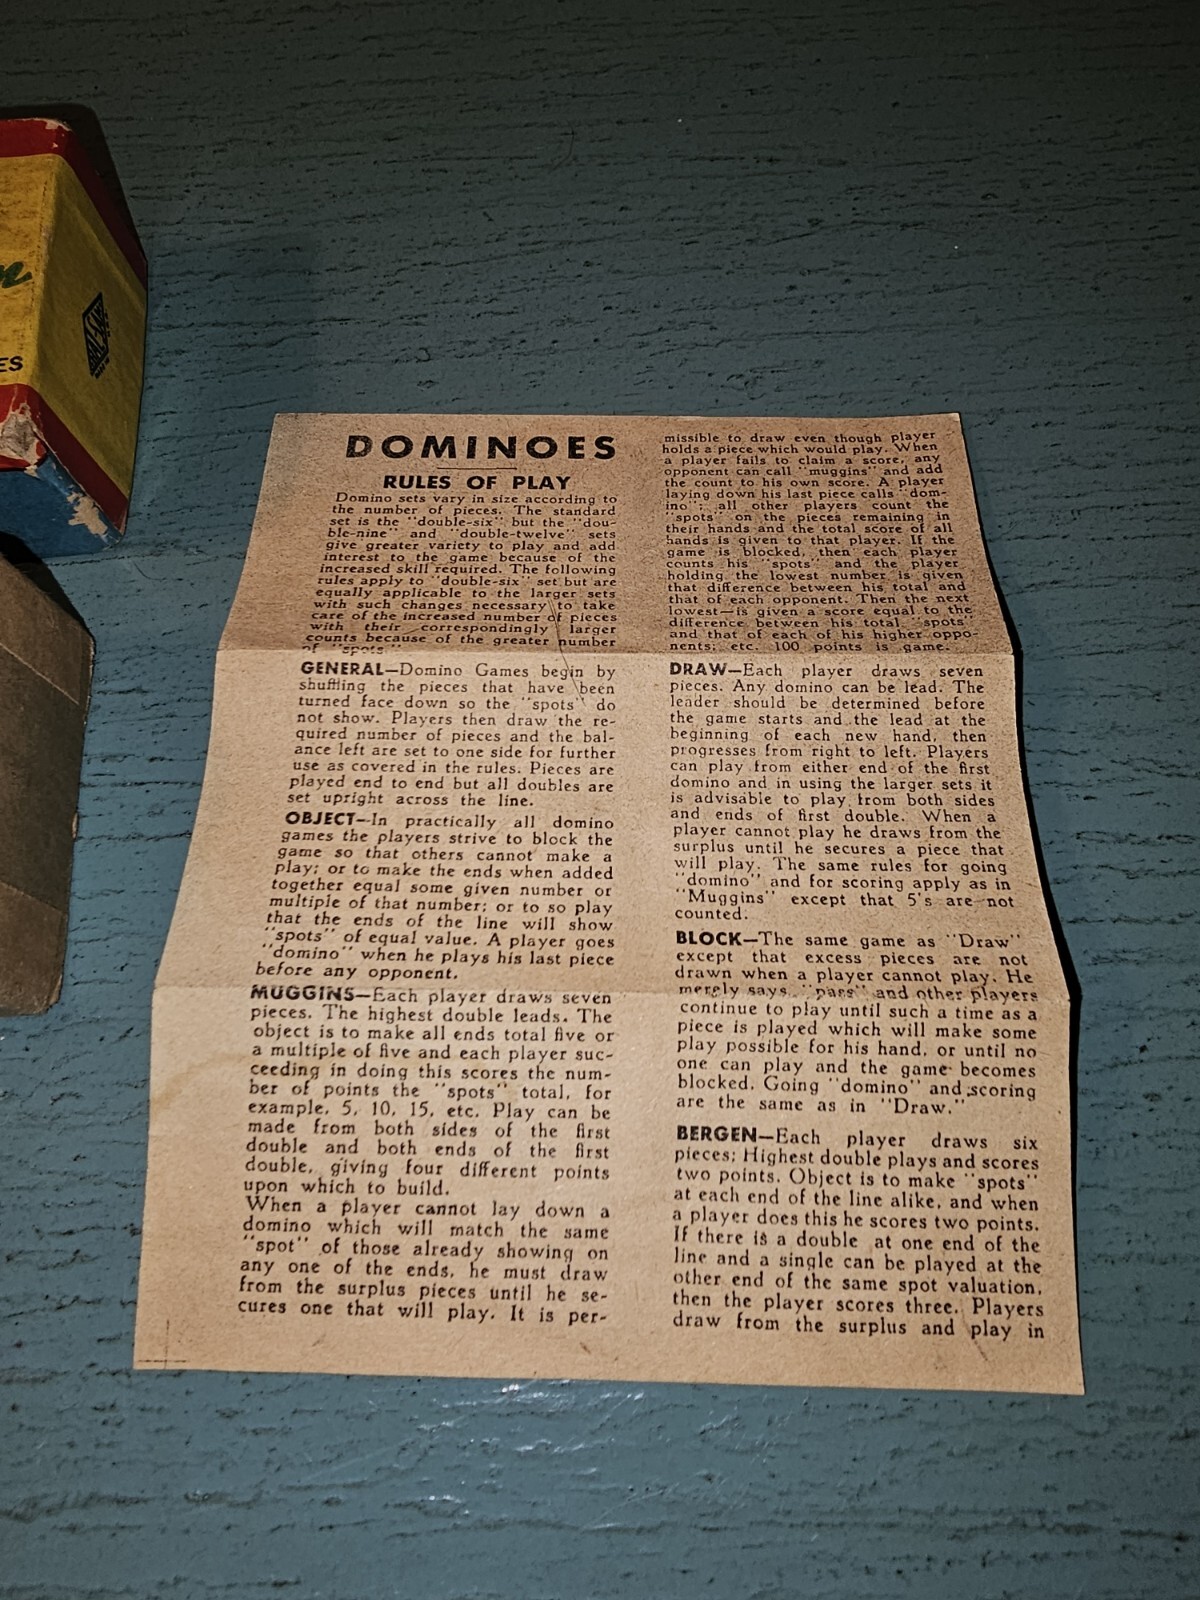 ES
DOMINOES
RULES OF PLAY
Domino sets vary in size according to
the number of pieces. The standard
set is the "double-six" but the "dou-
ble-nine" and "double-twelve" sets
give greater variety to play and add
interest to the game because of the
increased skill required. The following
rules apply to "double-six" set but are
equally applicable to the larger sets
with such changes necessary to take
care of the increased number of pieces
with their correspondingly larger
counts because of the greater number
of "spots."
GENERAL—Domino Games begin by
shuffling the pieces that have been
turned face down so the "spots" do
not show. Players then draw the re-
quired number of pieces and the bal-
ance left are set to one side for further
use as covered in the rules. Pieces are
played end to end but all doubles are
set upright across the line.
OBJECT—In practically all domino
games the players strive to block the
game so that others cannot make a
play; or to make the ends when added
together equal some given number or
multiple of that number; or to so play
that the ends of the line will show
"spots" of equal value. A player goes
"domino" when he plays his last piece
before any opponent.
MUGGINS—Each player draws seven
pieces. The highest double leads. The
object is to make all ends total five or
a multiple of five and each player suc-
ceeding in doing this scores the num-
ber of points the "spots" total, for
example, 5, 10, 15, etc. Play can be
made from both sides of the first
double and both ends of the first
double, giving four different points
upon which to build.
When a player cannot lay down a
domino which will match the same
"spot" of those already showing on
any one of the ends, he must draw
from the surplus pieces until he se-
cures one that will play. It is per-
missible to draw even though player
holds a piece which would play. When
a player fails to claim a score, any
opponent can call "muggins" and add
the count to his own score. A player
laying down his last piece calls "dom-
ino"; all other players count the
"spots" on the pieces remaining in
their hands and the total score of all
hands is given to that player. If the
game is blocked, then each player
counts his "spots" and the player
holding the lowest number is given
that difference between his total and
that of each opponent. Then the next
lowest—is given a score equal to the
difference between his total "spots"
and that of each of his higher oppo-
nents; etc. 100 points is game.
DRAW—Each player draws seven
pieces. Any domino can be lead. The
leader should be determined before
the game starts and the lead at the
beginning of each new hand, then
progresses from right to left. Players
can play from either end of the first
domino and in using the larger sets it
is advisable to play from both sides
and ends of first double. When a
player cannot play he draws from the
surplus until he secures a piece that
will play. The same rules for going
"domino" and for scoring apply as in
"Muggins" except that 5's are not
counted.
BLOCK—The same game as "Draw"
except that excess pieces are not
drawn when a player cannot play. He
merely says "pass" and other players
continue to play until such a time as a
piece is played which will make some
play possible for his hand, or until no
one can play and the game becomes
blocked. Going "domino" and scoring
are the same as in "Draw."
BERGEN—Each player draws six
pieces; Highest double plays and scores
two points. Object is to make "spots"
at each end of the line alike, and when
a player does this he scores two points.
If there is a double at one end of the
line and a single can be played at the
other end of the same spot valuation,
then the player scores three. Players
draw from the surplus and play in